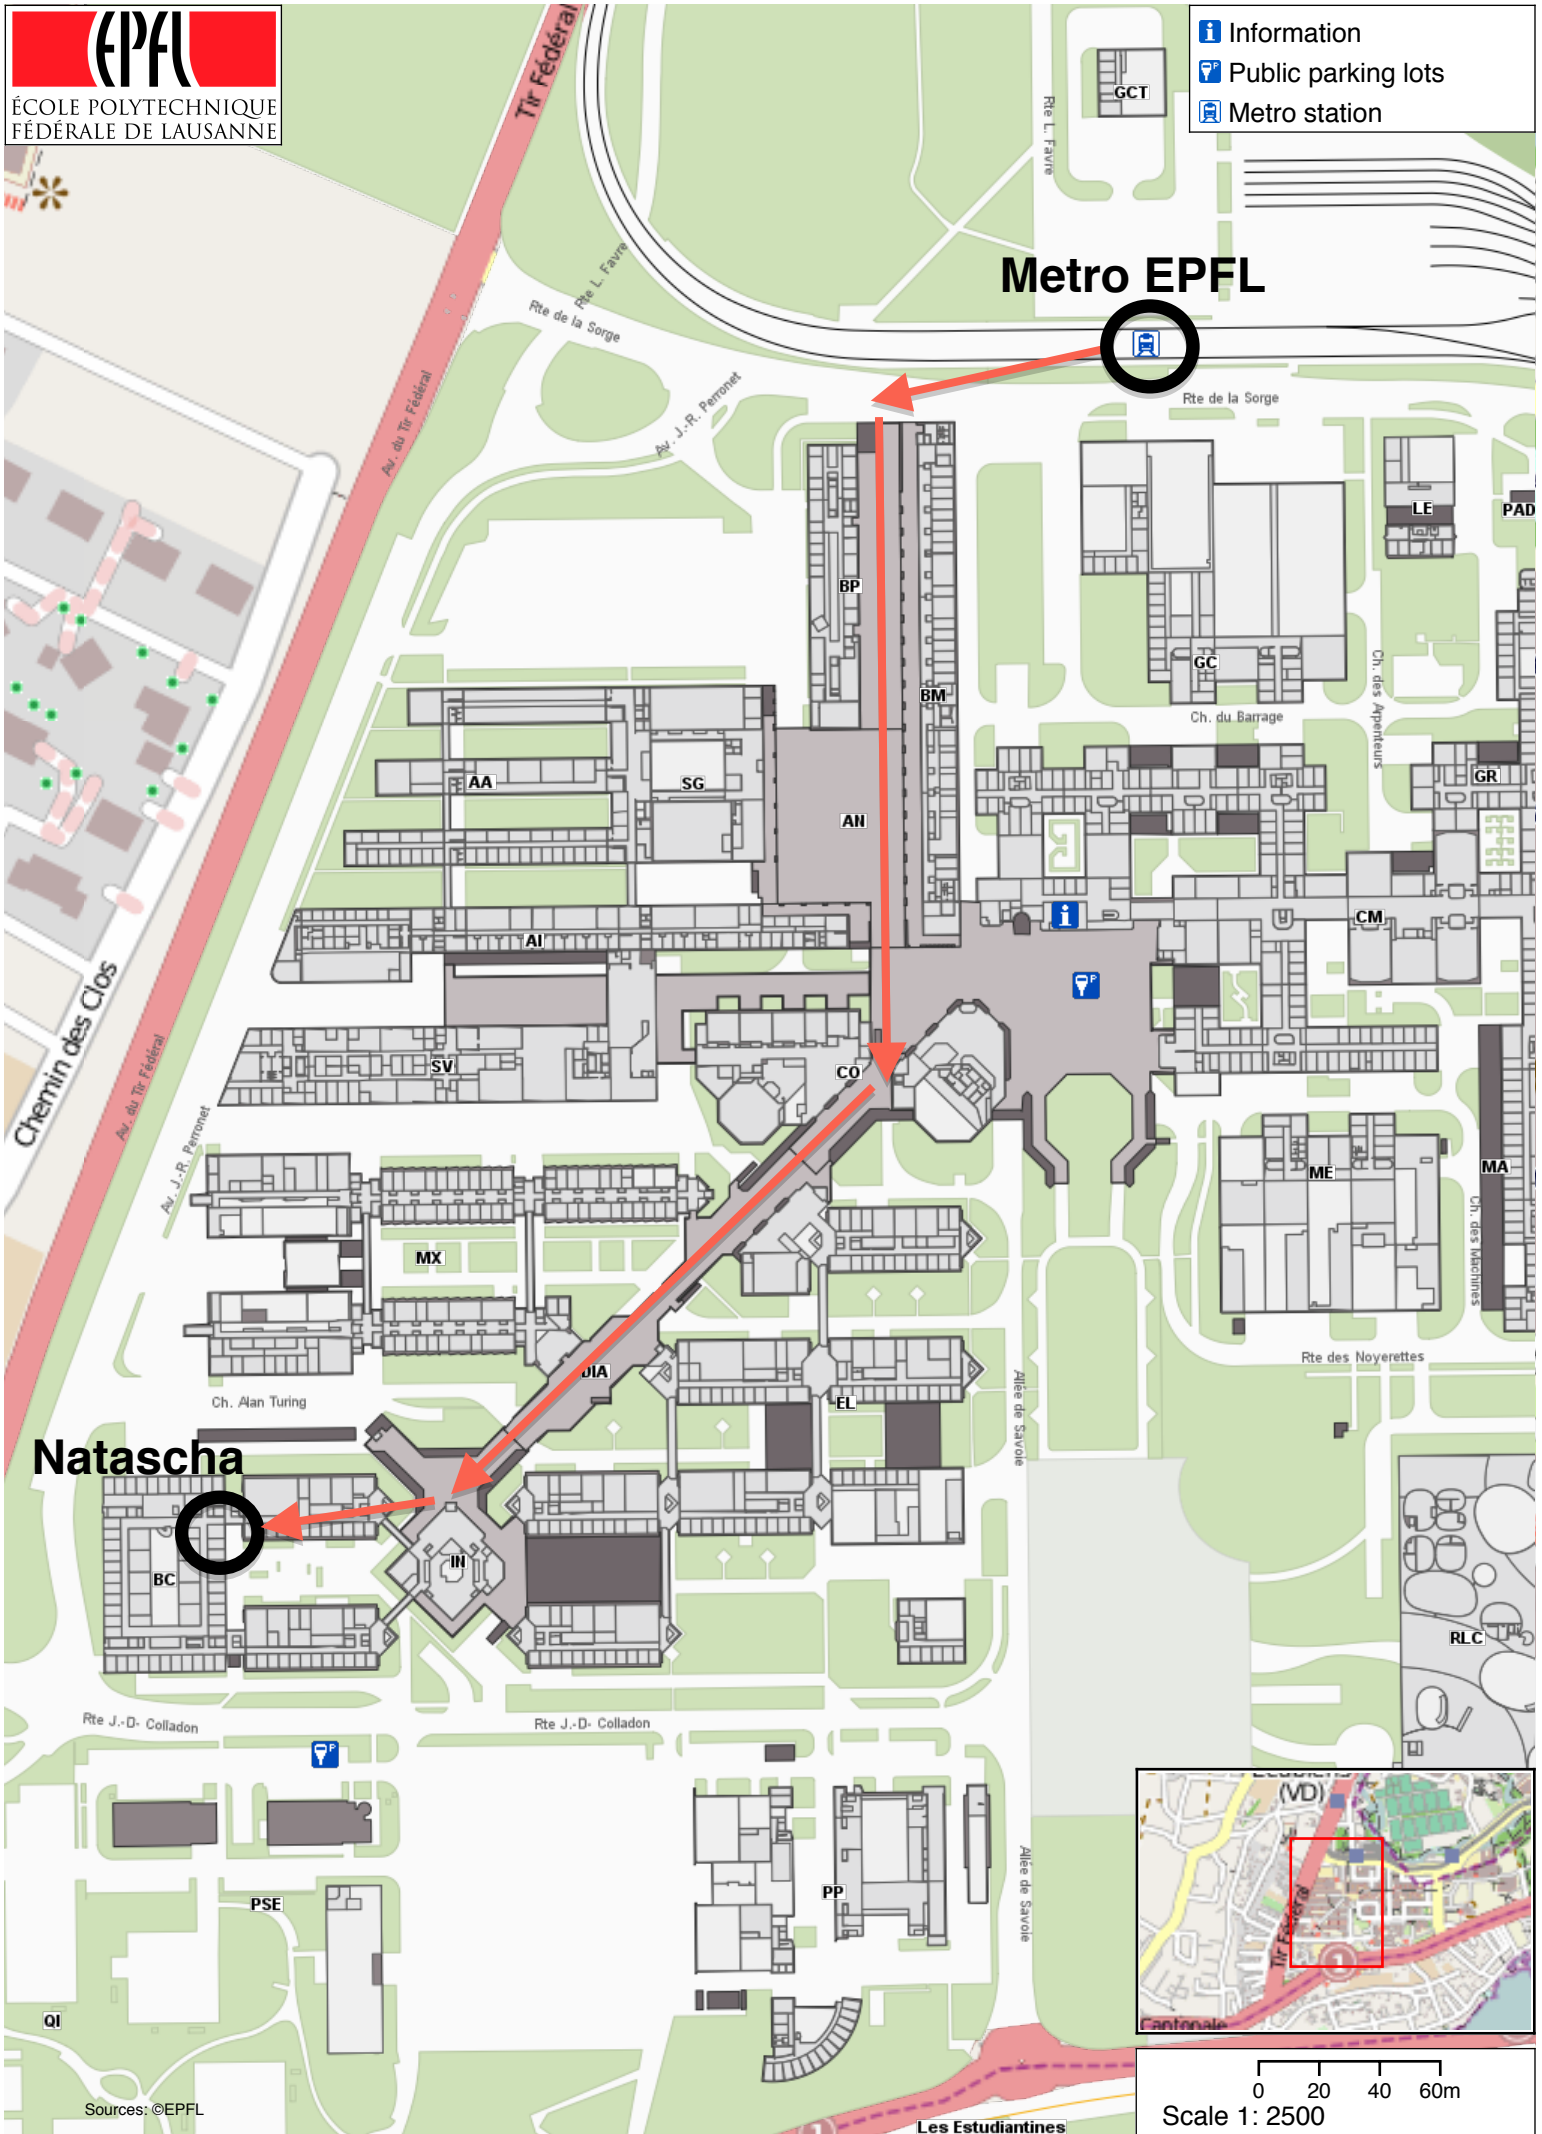 EPFL
ÉCOLE POLYTECHNIQUE
FÉDÉRALE DE LAUSANNE
Tir Fédéral
Information
Public parking lots
Metro station
GCT
Rte L. Favre
Metro EPFL
Rte L. Favre
Rte de la Sorge
Rte de la Sorge
Av. J.-R. Perronet
Av. du Tir Fédéral
LE
PAD
BP
GC
BM
Ch. des Arpenteurs
Ch. du Barrage
AA
SG
GR
AN
CM
AI
Chemin des Clos
SV
CO
Av. du Tir Fédéral
Av. J.-R. Perronet
ME
MA
Ch. des Machines
MX
Rte des Noyerettes
DIA
Ch. Alan Turing
EL
Allée de Savoie
Natascha
IN
BC
RLC
Rte J.-D- Colladon
Rte J.-D- Colladon
(VD)
Tir Fédéral
1
Cantonale
PP
Allée de Savoie
PSE
QI
Sources: ©EPFL
Les Estudiantines
0 20 40 60m
Scale 1: 2500